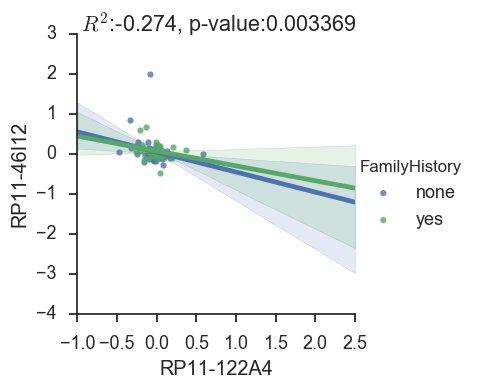 R²:-0.274, p-value:0.003369
3
2
1
0
−1
−2
−3
−4
RP11-46I12
−1.0 −0.5 0.0 0.5 1.0 1.5 2.0 2.5
RP11-122A4
FamilyHistory
none
yes